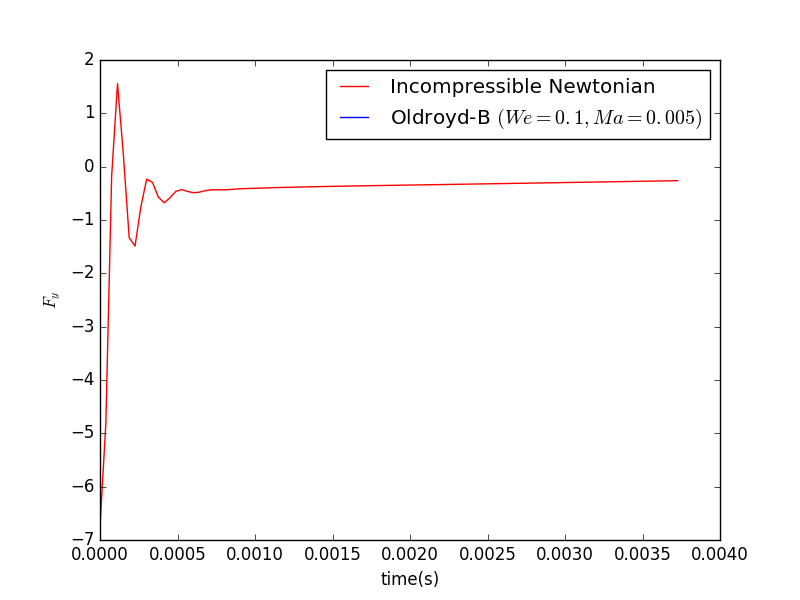 2
1
0
−1
−2
−3
−4
−5
−6
−7
F_y
Incompressible Newtonian
Oldroyd-B (We = 0.1, Ma = 0.005)
0.0000 0.0005 0.0010 0.0015 0.0020 0.0025 0.0030 0.0035 0.0040
time(s)